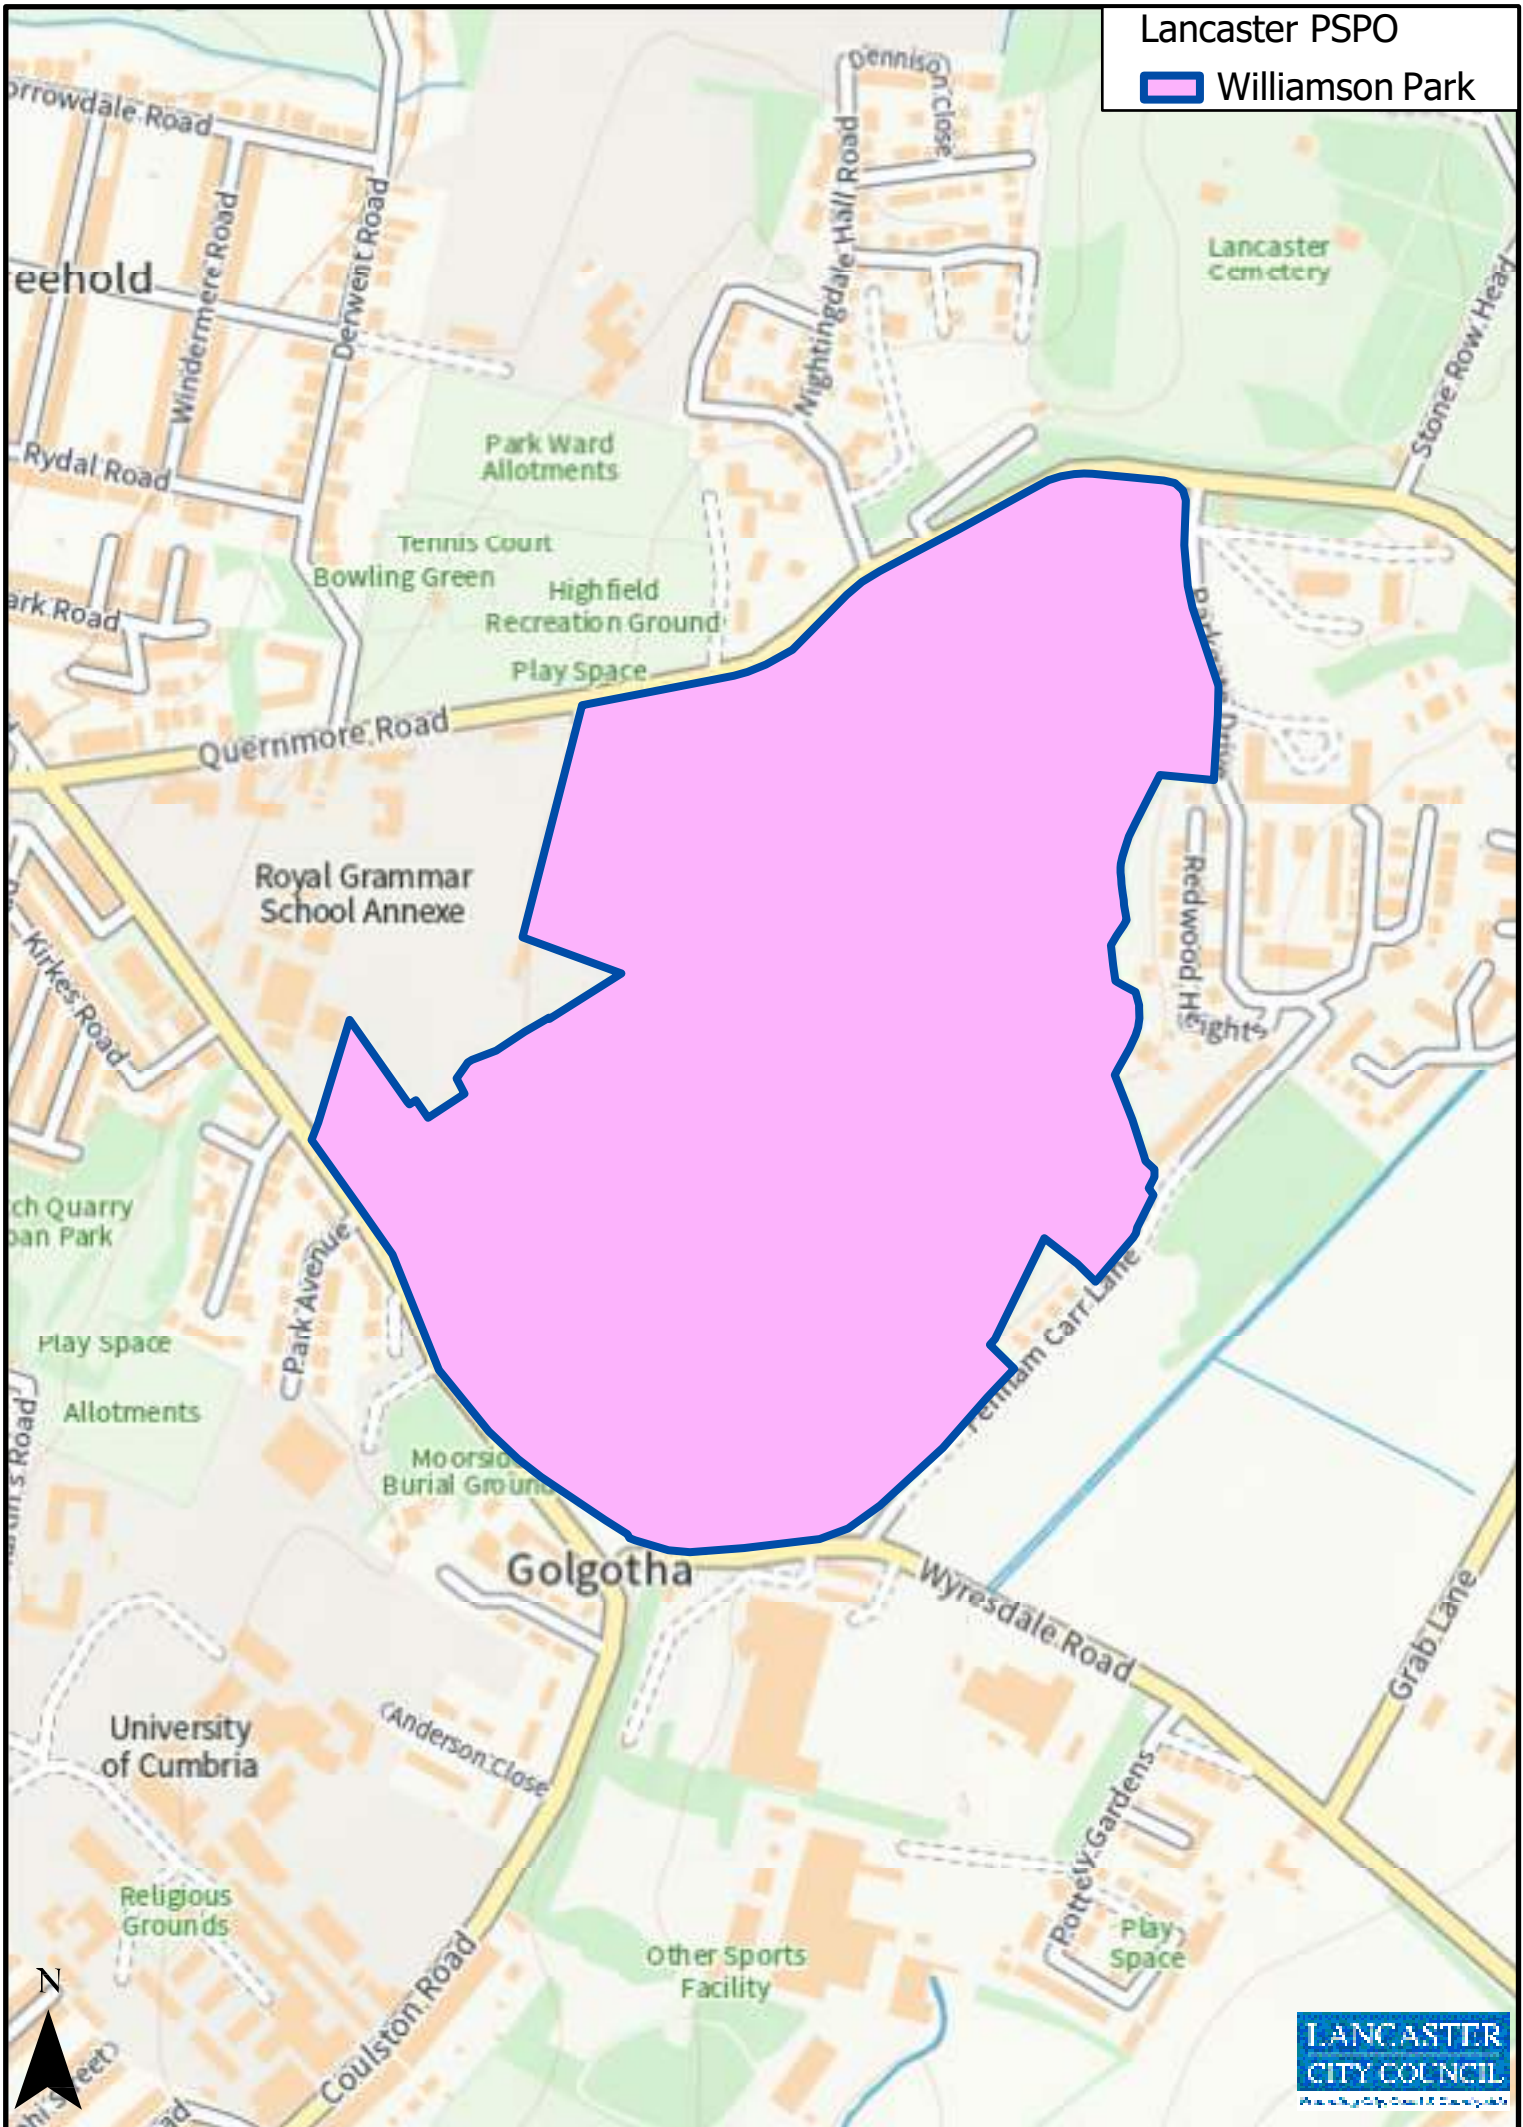 Lancaster PSPO
Williamson Park
Dennison Close
orrowdale Road
Nightingdale Hall Road
Lancaster
Cemetery
Windermere Road
Derwent Road
eehold
Stone Row Head
Park Ward
Allotments
Rydal Road
Tennis Court
Bowling Green
Highfield
Recreation Ground
ark Road
Play Space
Quernmore Road
Royal Grammar
School Annexe
Redwood Heights
Kirkes Road
ch Quarry
Park
Park Avenue
Carr Lane
Play Space
Allotments
Burial Ground
Golgotha
Wyresdale Road
Grab Lane
University
of Cumbria
Anderson Close
Pottery Gardens
Religious
Grounds
Play
Space
Other Sports
Facility
Coulston Road
N
LANCASTER
CITY COUNCIL